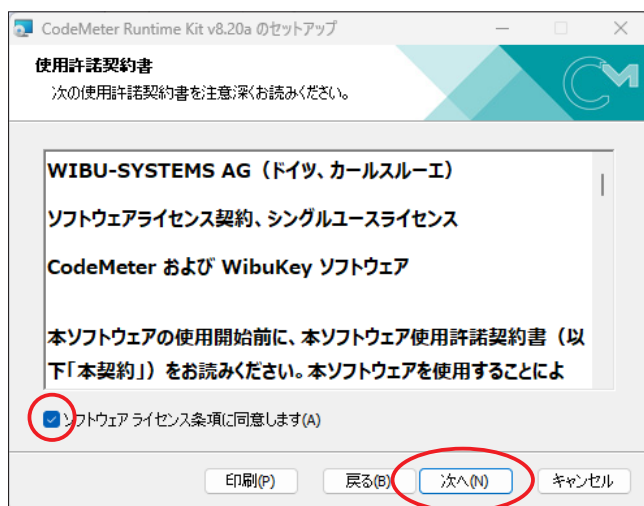 CodeMeter Runtime Kit v8.20a のセットアップ
使用許諾契約書
次の使用許諾契約書を注意深くお読みください。
CM
WIBU-SYSTEMS AG（ドイツ、カールスルーエ）
ソフトウェアライセンス契約、シングルユースライセンス
CodeMeter および WibuKey ソフトウェア
本ソフトウェアの使用開始前に、本ソフトウェア使用許諾契約書（以
下「本契約」）をお読みください。本ソフトウェアを使用することによ
ソフトウェア ライセンス条項に同意します(A)
印刷(P) 戻る(B) 次へ(N) キャンセル